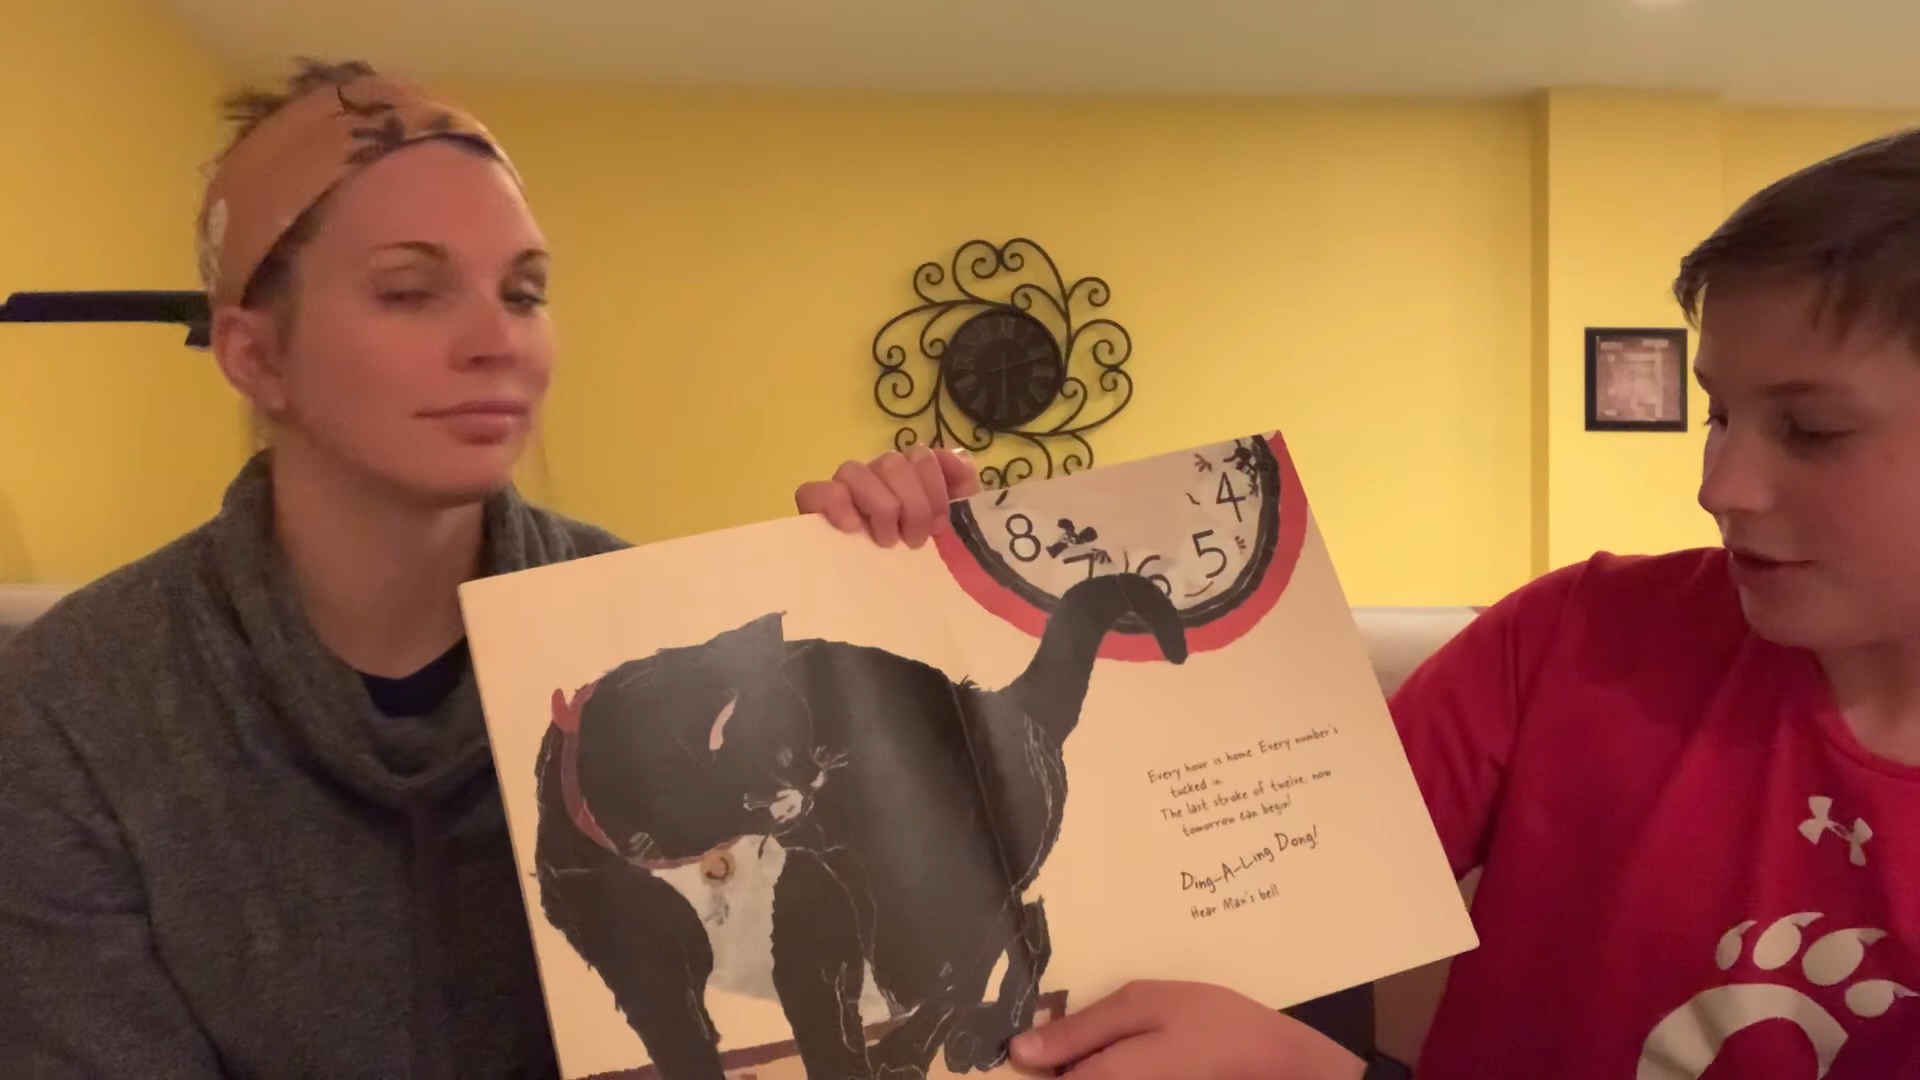 8
7
6
5
4
Every hour is home. Every number's
tucked in.
The last stroke of twelve, now
tomorrow can begin!
Ding-A-Ling Dong!
Hear Max's bell